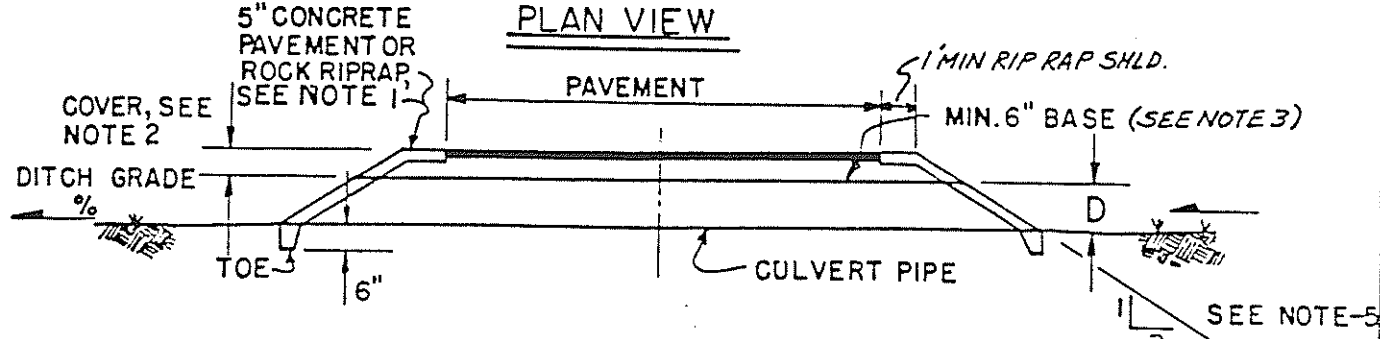 PLAN VIEW
5" CONCRETE
PAVEMENT OR
ROCK RIPRAP,
SEE NOTE 1
1' MIN RIP RAP SHLD.
PAVEMENT
COVER, SEE
NOTE 2
MIN. 6" BASE (SEE NOTE 3)
DITCH GRADE
%
D
TOE
6"
CULVERT PIPE
1
SEE NOTE-5